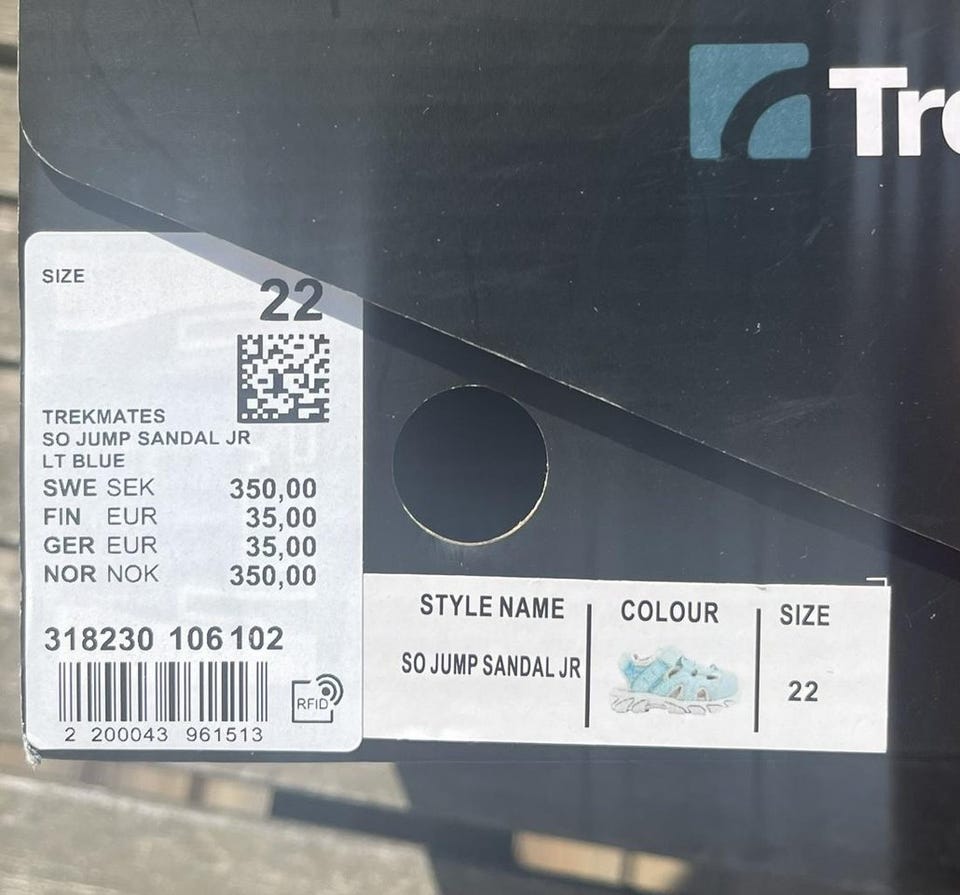 Tre
SIZE
22
TREKMATES
SO JUMP SANDAL JR
LT BLUE
SWE SEK 350,00
FIN EUR 35,00
GER EUR 35,00
NOR NOK 350,00
318230 106 102
RFID
2 200043 961513
STYLE NAME COLOUR SIZE
SO JUMP SANDAL JR 22